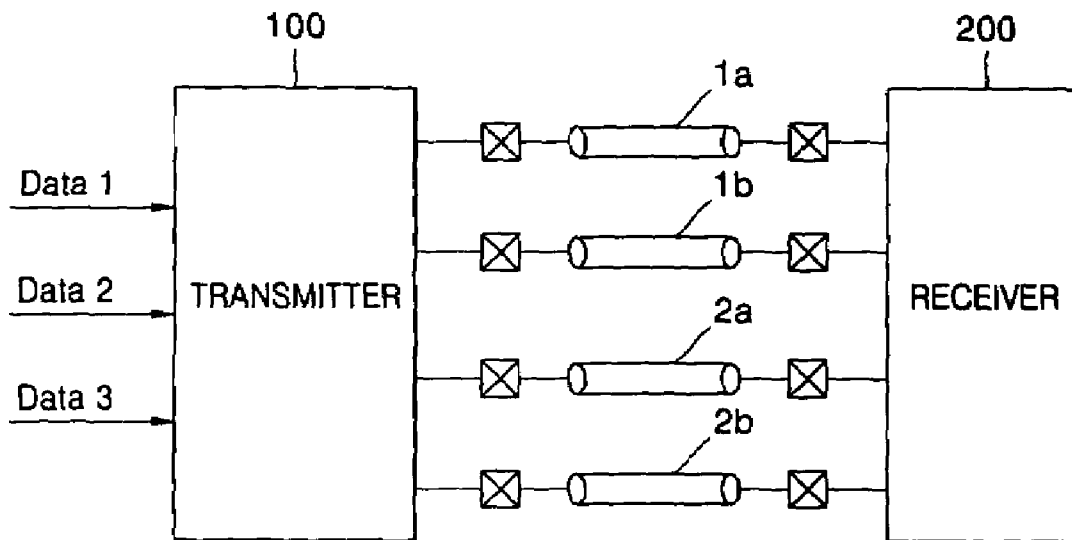 100
200
1a
Data 1
1b
Data 2
TRANSMITTER
RECEIVER
2a
Data 3
2b